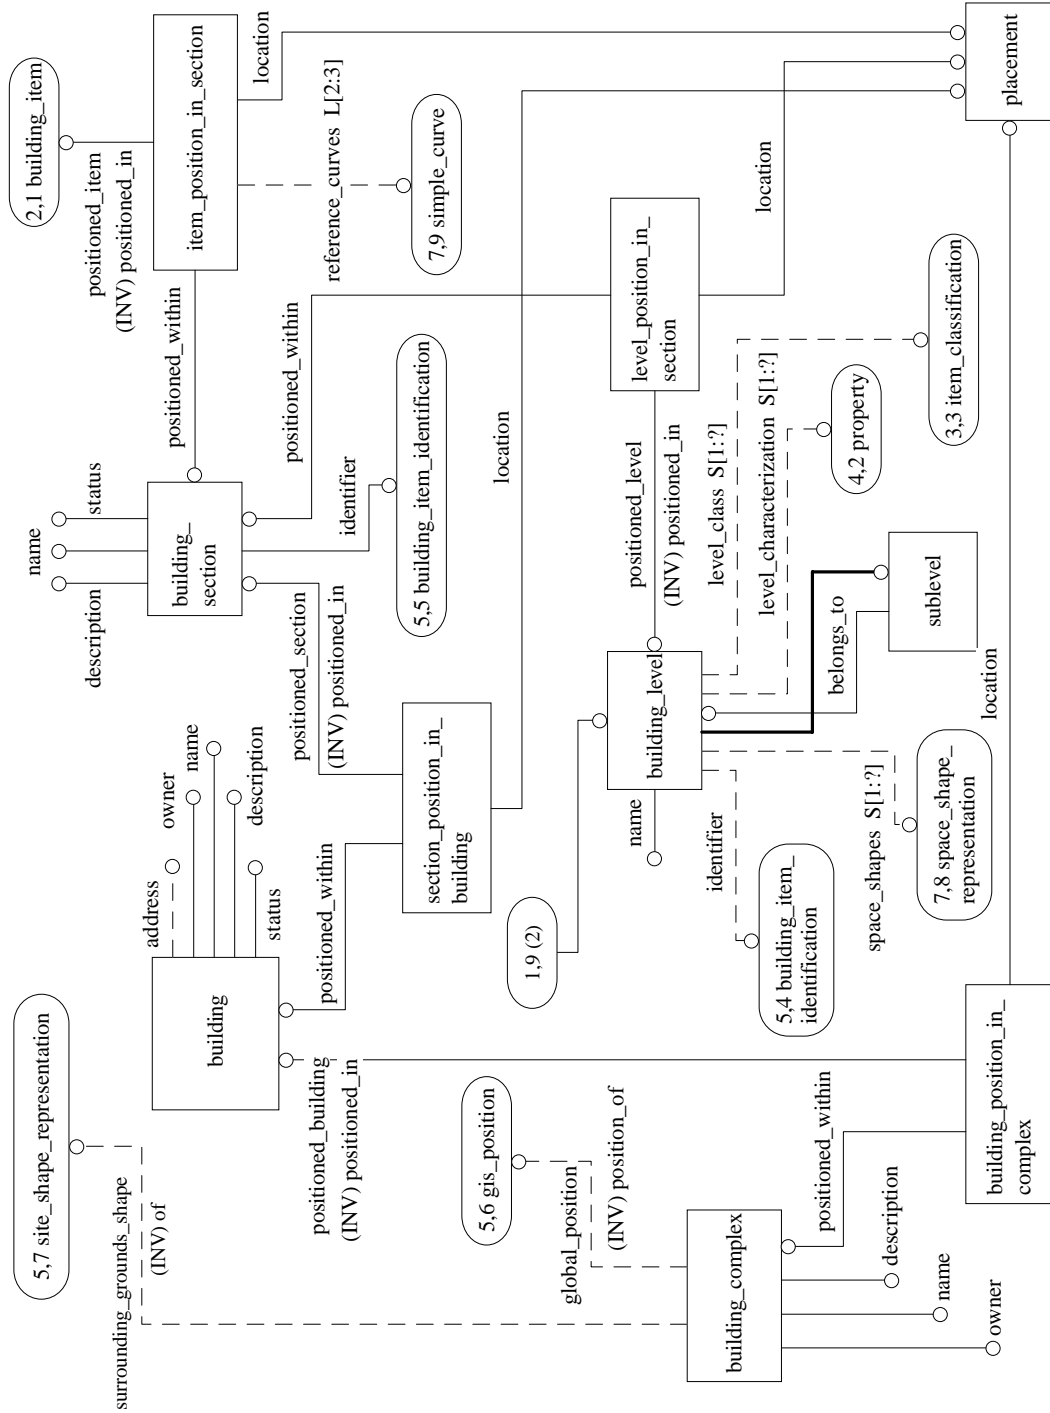 5,7 site_shape_representation
surrounding_grounds_shape
(INV) of
building
address
owner
name
description
status
description
name
status
building_
section
2,1 building_item
positioned_item
(INV) positioned_in
item_position_in_section
location
reference_curves L[2:3]
7,9 simple_curve
positioned_within
positioned_within
identifier
5,5 building_item_identification
positioned_section
(INV) positioned_in
positioned_within
section_position_in_
building
location
positioned_building
(INV) positioned_in
5,6 gis_position
global_position
(INV) position_of
building_complex
owner
name
description
positioned_within
building_position_in_
complex
1,9 (2)
name
building_level
identifier
5,4 building_item_
identification
space_shapes S[1:?]
7,8 space_shape_
representation
belongs_to
sublevel
positioned_level
(INV) positioned_in
level_class S[1:?]
level_characterization S[1:?]
4,2 property
3,3 item_classification
level_position_in_
section
location
location
placement